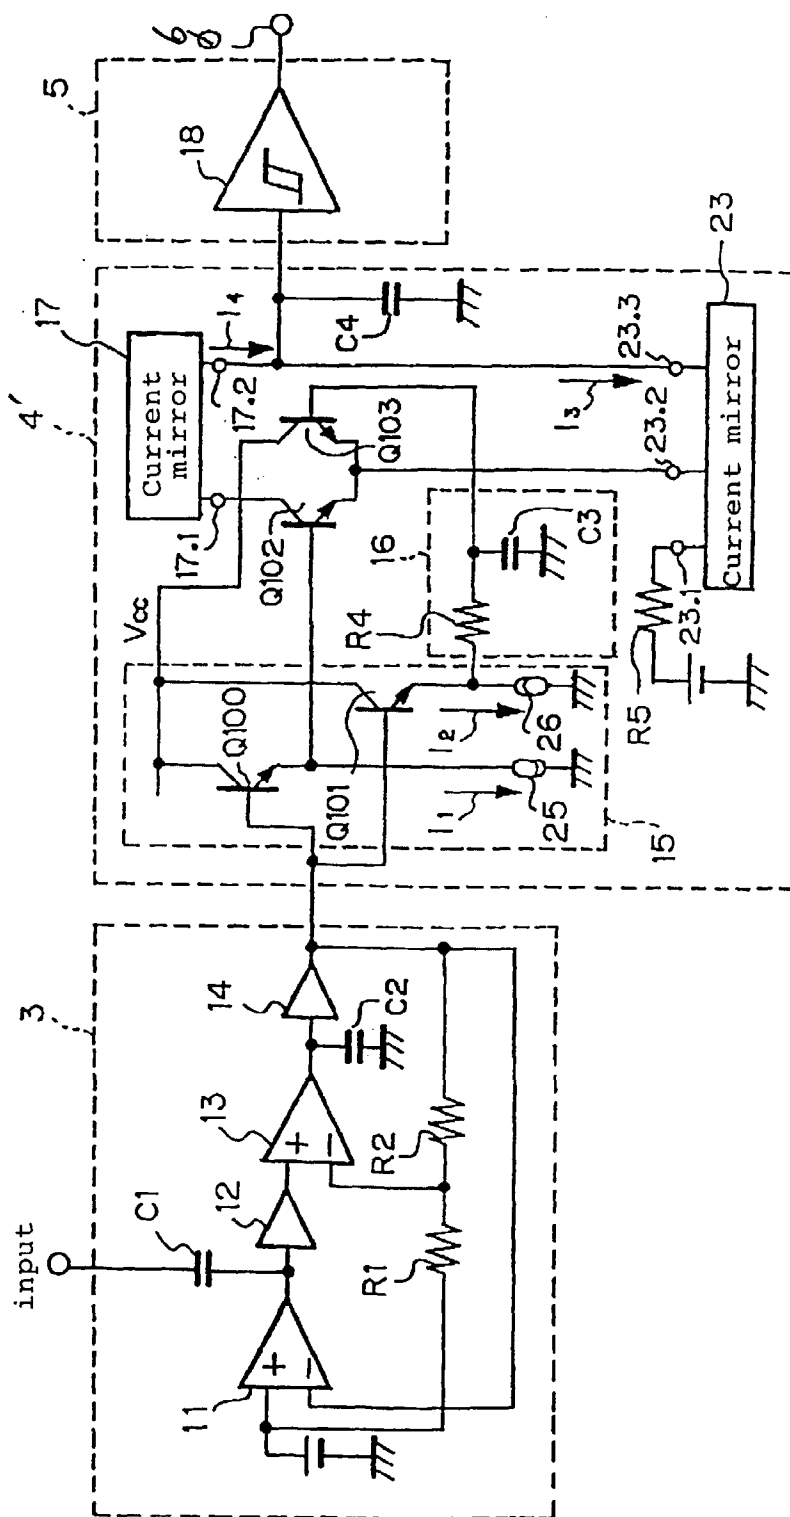 input
3
C1
11
12
13
14
C2
R1
R2
+
−
+
−
4'
Vcc
Q100
Q101
I1
I2
25
26
15
17
Current
mirror
17.1
17.2
I4
Q102
Q103
16
R4
C3
C4
I3
R5
23.1
23.2
23.3
Current mirror
23
5
18
6